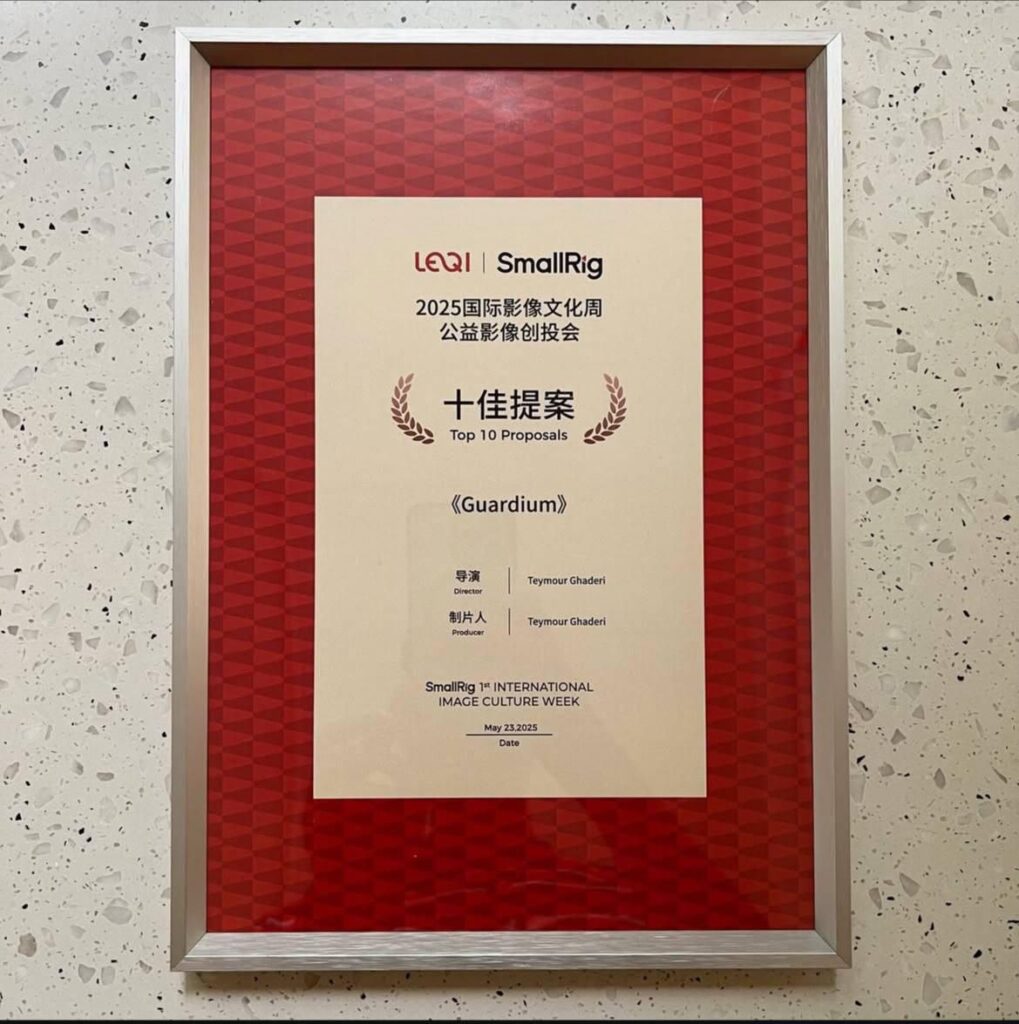 LEQI | SmallRig
2025国际影像文化周
公益影像创投会
十佳提案
Top 10 Proposals
《Guardium》
导演 | Teymour Ghaderi
Director
制片人 | Teymour Ghaderi
Producer
SmallRig 1st INTERNATIONAL
IMAGE CULTURE WEEK
May 23,2025
Date